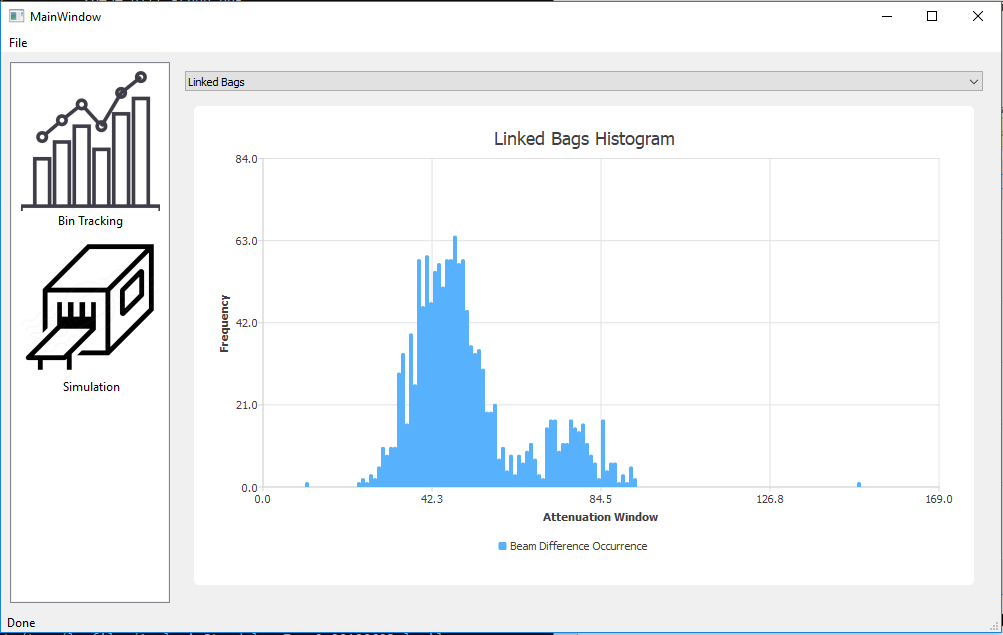 MainWindow
File
Linked Bags
Bin Tracking
Simulation
Linked Bags Histogram
84.0
63.0
42.0
21.0
0.0
Frequency
0.0 42.3 84.5 126.8 169.0
Attenuation Window
Beam Difference Occurrence
Done